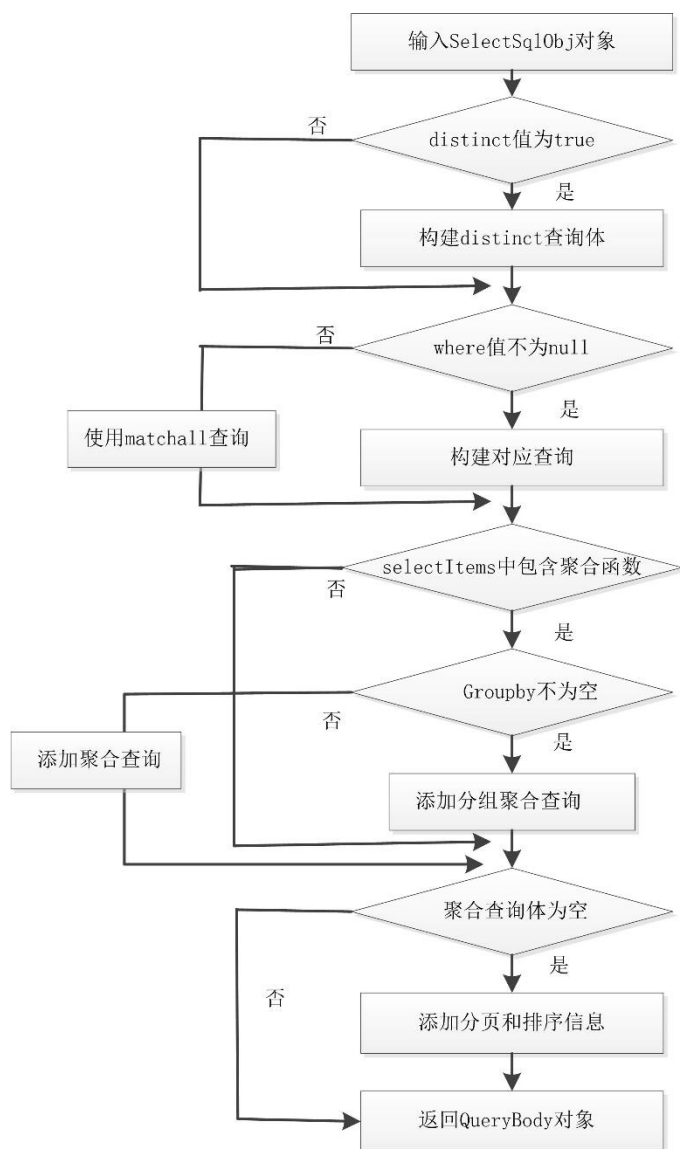 输入SelectSqlObj对象
否
distinct值为true
是
构建distinct查询体
否
where值不为null
是
使用matchall查询
构建对应查询
selectItems中包含聚合函数
否
是
Groupby不为空
否
是
添加聚合查询
添加分组聚合查询
聚合查询体为空
是
否
添加分页和排序信息
返回QueryBody对象